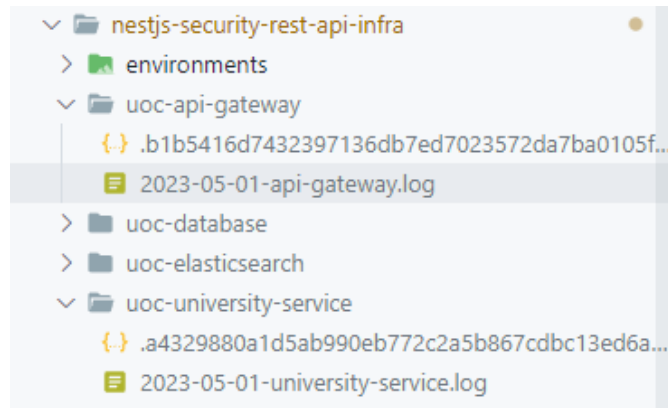 nestjs-security-rest-api-infra
environments
uoc-api-gateway
.b1b5416d7432397136db7ed7023572da7ba0105f...
2023-05-01-api-gateway.log
uoc-database
uoc-elasticsearch
uoc-university-service
.a4329880a1d5ab990eb772c2a5b867cdbc13ed6a...
2023-05-01-university-service.log